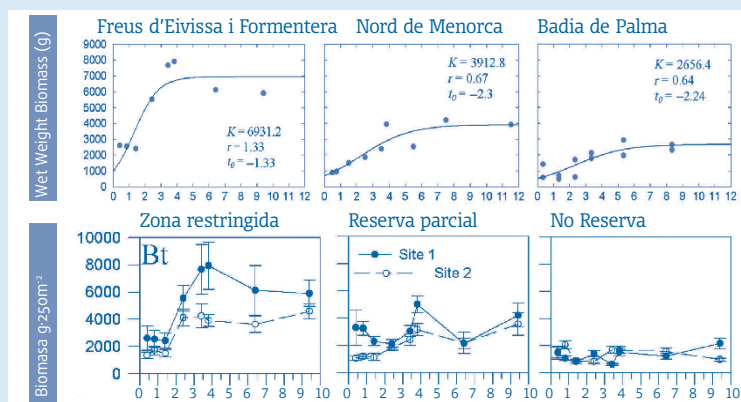 Freus d'Eivissa i Formentera
Nord de Menorca
Badia de Palma
Wet Weight Biomass (g)
9000
8000
7000
6000
5000
4000
3000
2000
1000
0
K = 6931.2
r = 1.33
t0 = −1.33
0 1 2 3 4 5 6 7 8 9 10 11 12
K = 3912.8
r = 0.67
t0 = −2.3
0 1 2 3 4 5 6 7 8 9 10 11 12
K = 2656.4
r = 0.64
t0 = −2.24
0 1 2 3 4 5 6 7 8 9 10 11 12
Zona restringida
Reserva parcial
No Reserva
Biomasa g·250m⁻²
10000
8000
6000
4000
2000
0
Bt
0 1 2 3 4 5 6 7 8 9 10
Site 1
Site 2
0 1 2 3 4 5 6 7 8 9 10
0 1 2 3 4 5 6 7 8 9 10